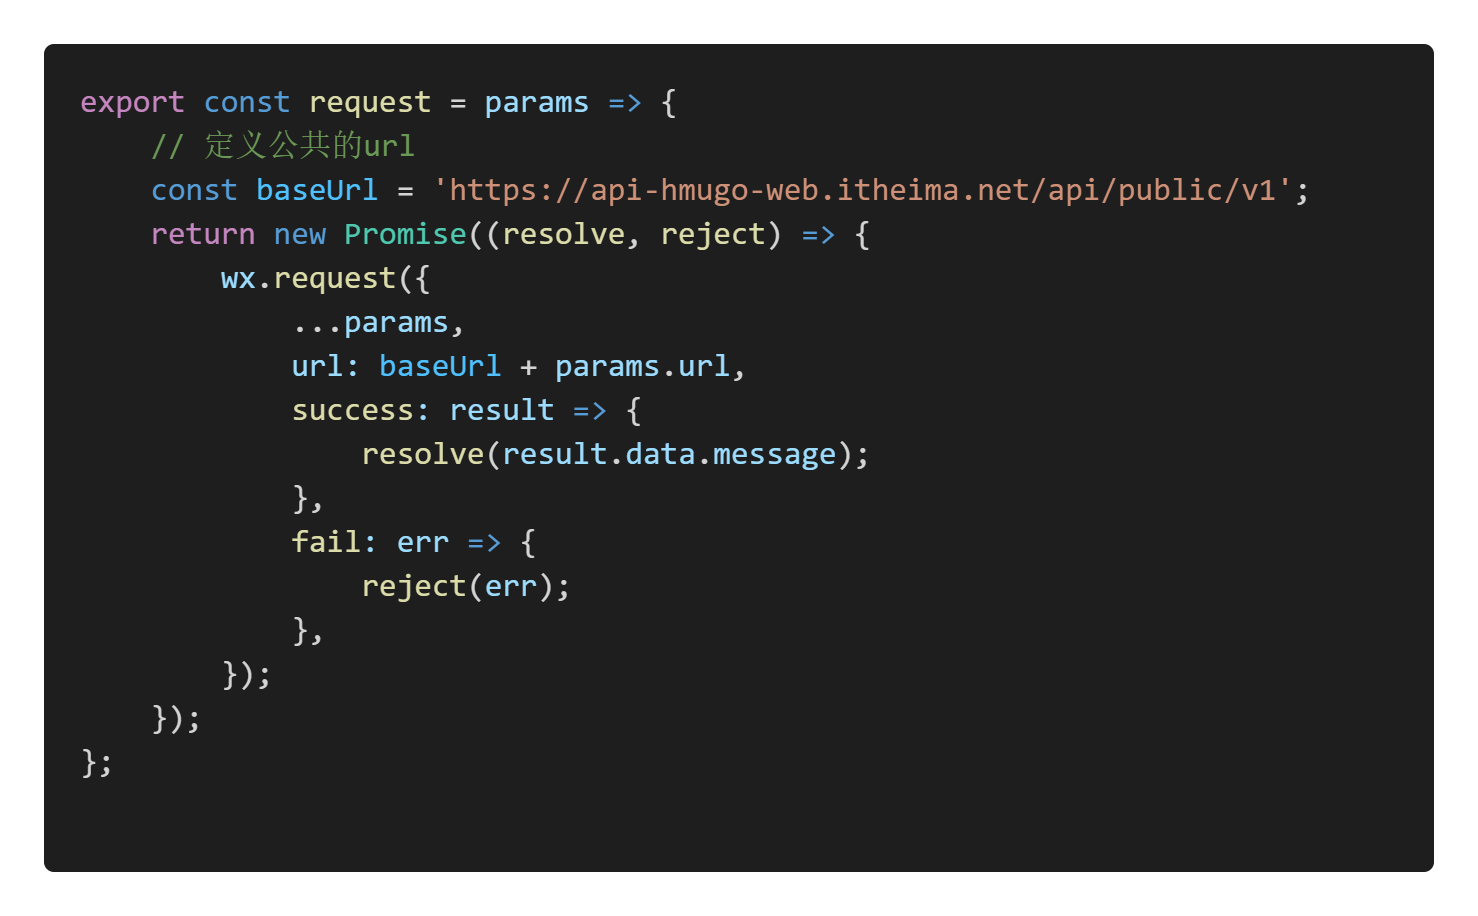 export const request = params => {
    // 定义公共的url
    const baseUrl = 'https://api-hmugo-web.itheima.net/api/public/v1';
    return new Promise((resolve, reject) => {
        wx.request({
            ...params,
            url: baseUrl + params.url,
            success: result => {
                resolve(result.data.message);
            },
            fail: err => {
                reject(err);
            },
        });
    });
};